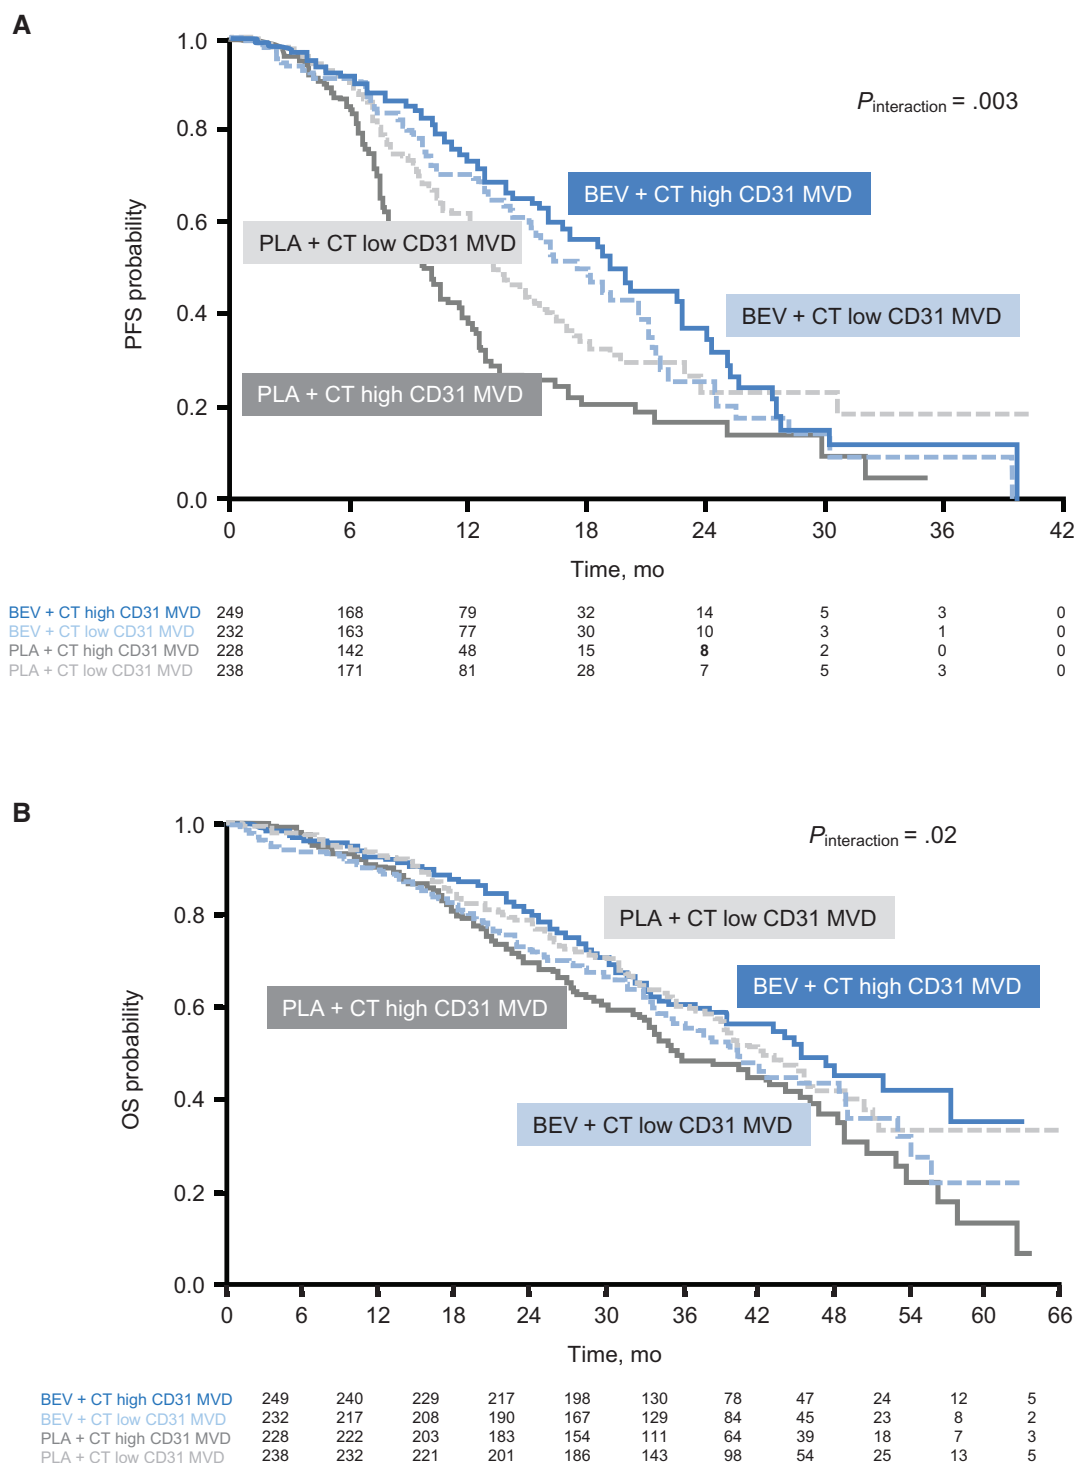 A
1.0
0.8
0.6
0.4
0.2
0.0
PFS probability
Pinteraction = .003
BEV + CT high CD31 MVD
PLA + CT low CD31 MVD
BEV + CT low CD31 MVD
PLA + CT high CD31 MVD
0 6 12 18 24 30 36 42
Time, mo
BEV + CT high CD31 MVD 249 168 79 32 14 5 3 0
BEV + CT low CD31 MVD 232 163 77 30 10 3 1 0
PLA + CT high CD31 MVD 228 142 48 15 8 2 0 0
PLA + CT low CD31 MVD 238 171 81 28 7 5 3 0
B
1.0
0.8
0.6
0.4
0.2
0.0
OS probability
Pinteraction = .02
PLA + CT low CD31 MVD
BEV + CT high CD31 MVD
PLA + CT high CD31 MVD
BEV + CT low CD31 MVD
0 6 12 18 24 30 36 42 48 54 60 66
Time, mo
BEV + CT high CD31 MVD 249 240 229 217 198 130 78 47 24 12 5
BEV + CT low CD31 MVD 232 217 208 190 167 129 84 45 23 8 2
PLA + CT high CD31 MVD 228 222 203 183 154 111 64 39 18 7 3
PLA + CT low CD31 MVD 238 232 221 201 186 143 98 54 25 13 5